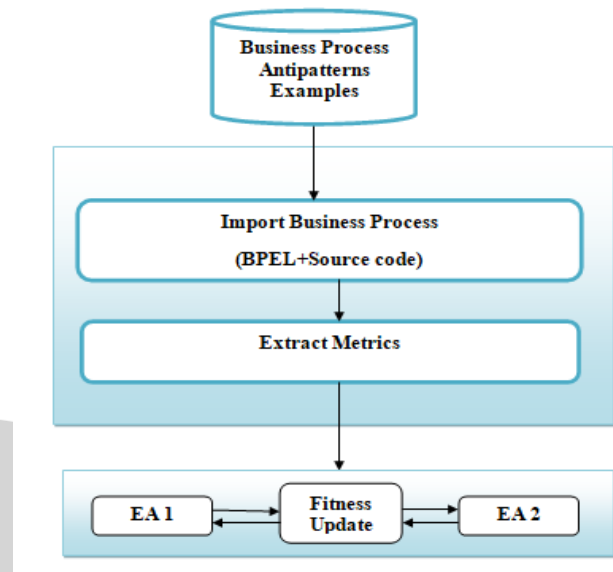 Business Process
Antipatterns
Examples
Import Business Process
(BPEL+Source code)
Extract Metrics
EA 1
Fitness
Update
EA 2